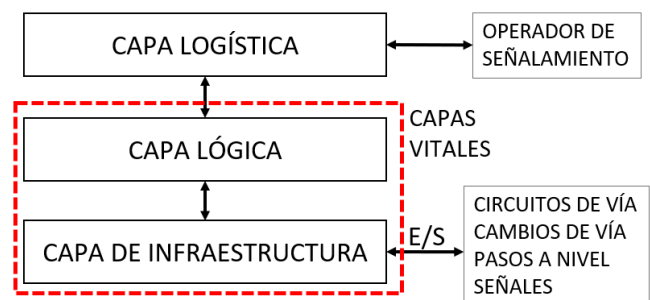 CAPA LOGÍSTICA
OPERADOR DE
SEÑALAMIENTO
CAPA LÓGICA
CAPAS
VITALES
CAPA DE INFRAESTRUCTURA
E/S
CIRCUITOS DE VÍA
CAMBIOS DE VÍA
PASOS A NIVEL
SEÑALES